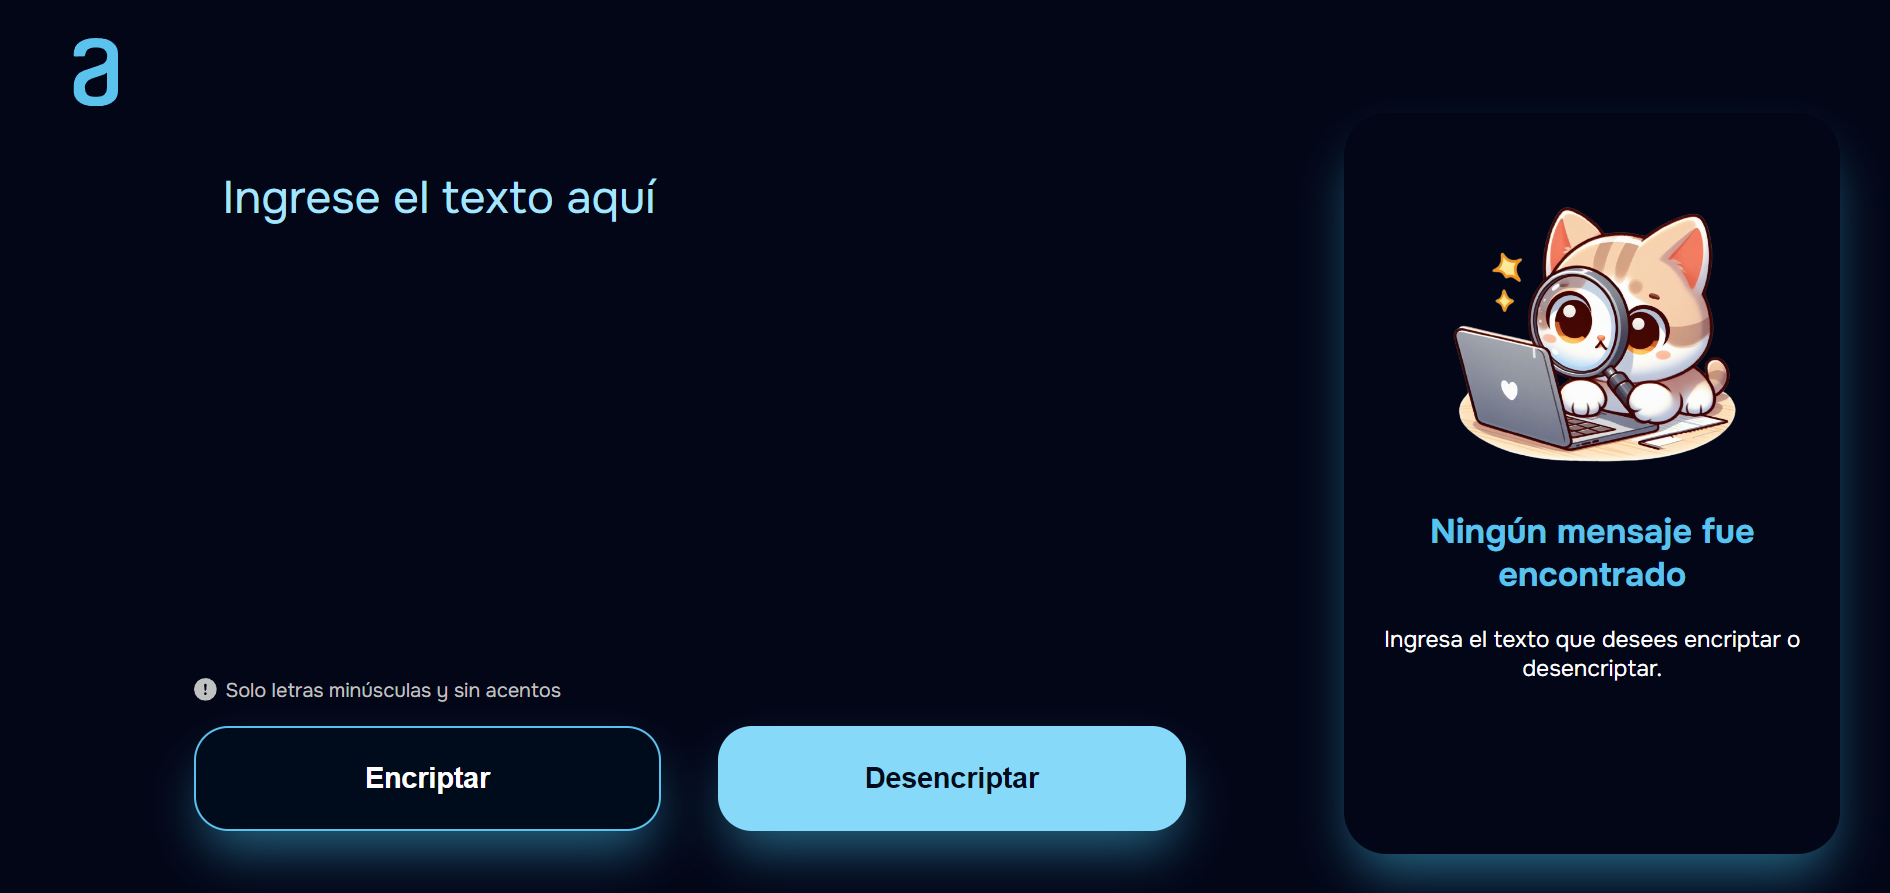 a
Ingrese el texto aquí
Solo letras minúsculas y sin acentos
Encriptar
Desencriptar
Ningún mensaje fue
encontrado
Ingresa el texto que desees encriptar o
desencriptar.